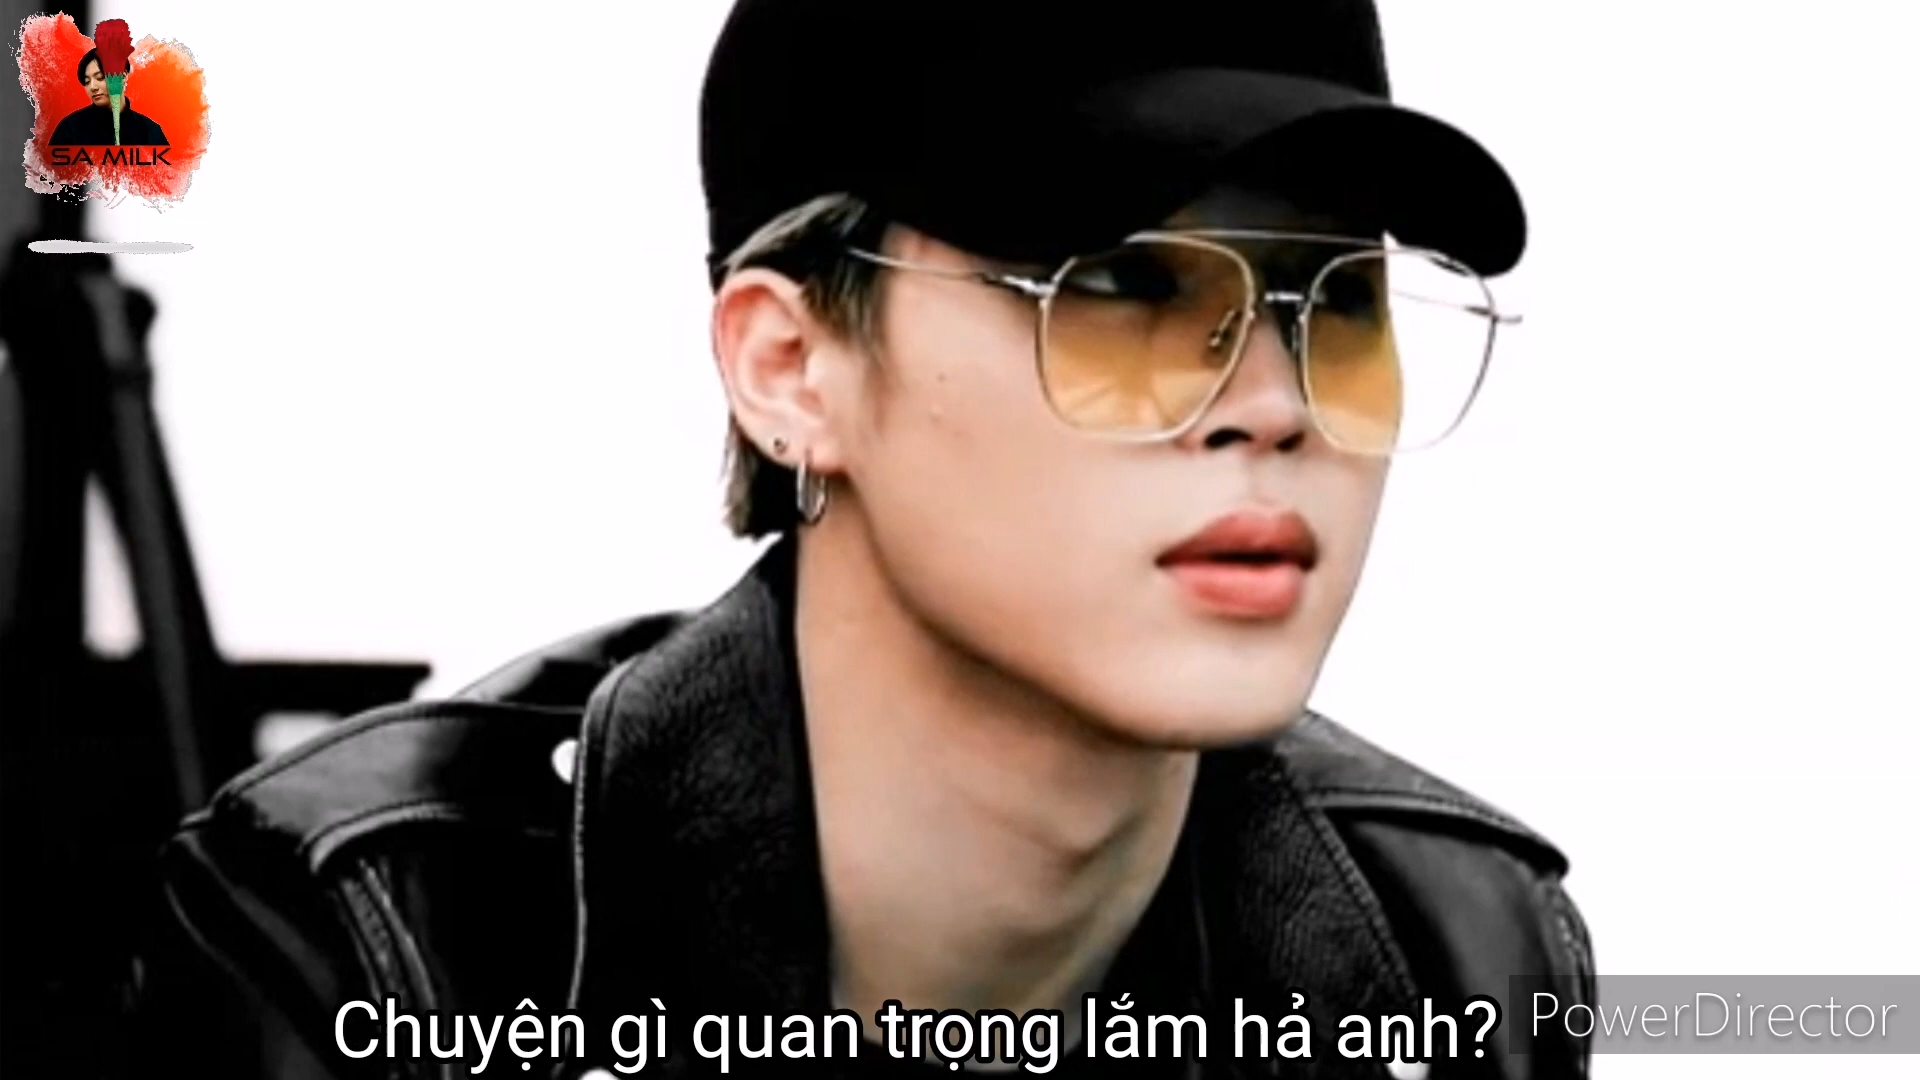 SA MILK
Chuyện gì quan trọng lắm hả anh?
PowerDirector